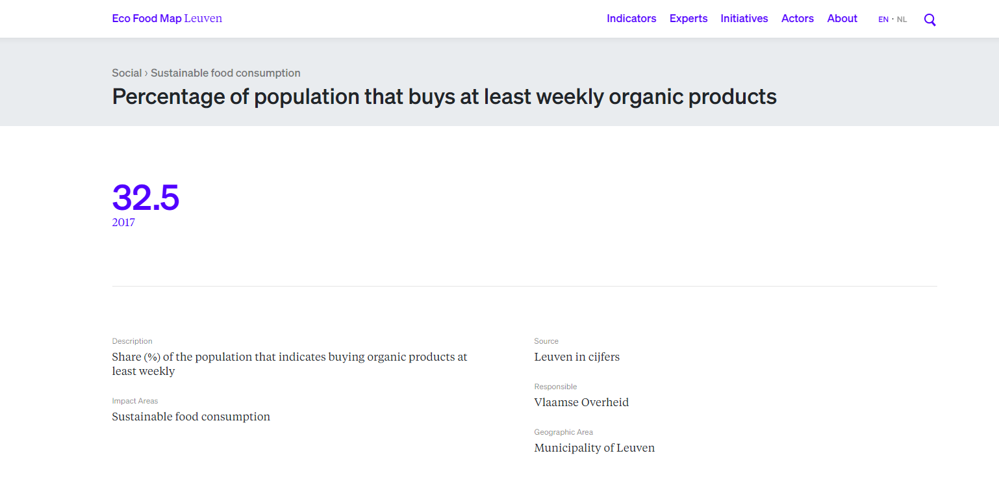 Eco Food Map Leuven
Indicators Experts Initiatives Actors About EN · NL
Social › Sustainable food consumption
Percentage of population that buys at least weekly organic products
32.5
2017
Description
Share (%) of the population that indicates buying organic products at
least weekly
Impact Areas
Sustainable food consumption
Source
Leuven in cijfers
Responsible
Vlaamse Overheid
Geographic Area
Municipality of Leuven